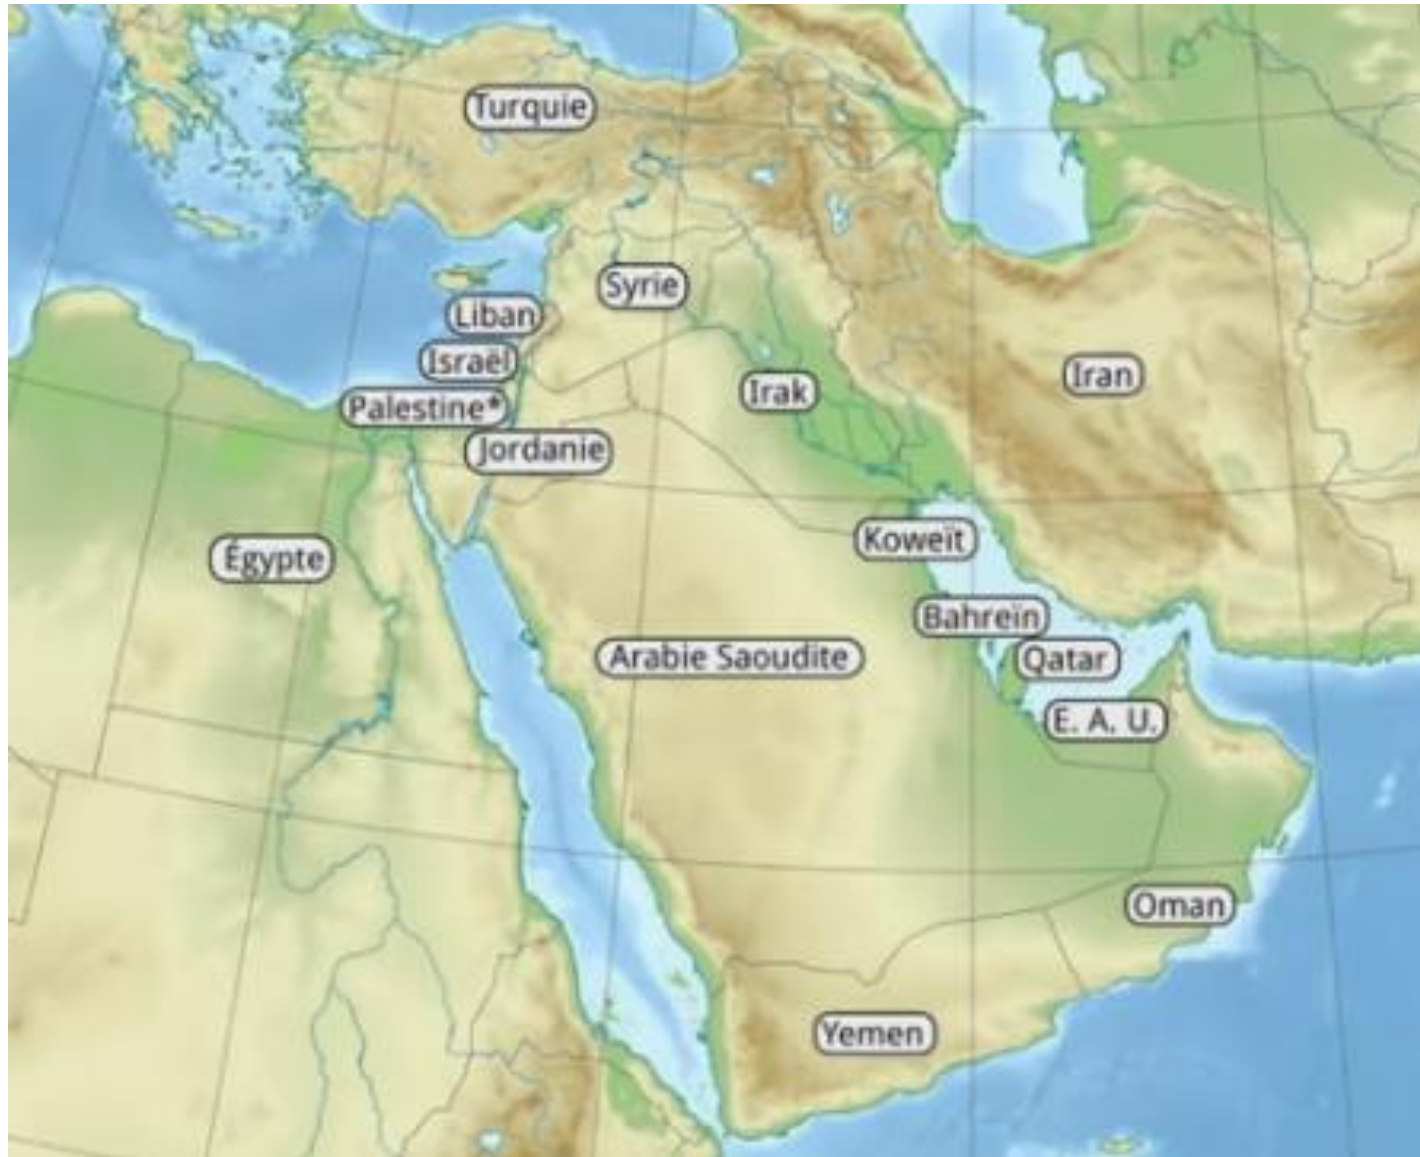 Turquie
Syrie
Liban
Israël
Iran
Irak
Palestine*
Jordanie
Koweït
Égypte
Bahreïn
Arabie Saoudite
Qatar
E. A. U.
Oman
Yemen